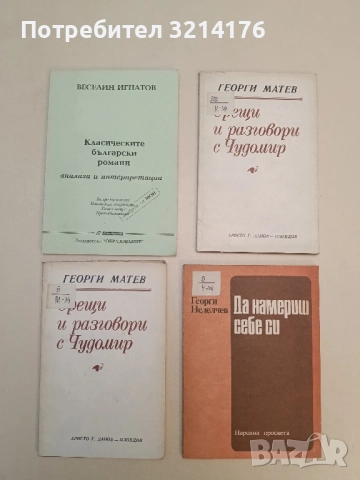 Потребител: 3214176
ВЕСЕЛИН ИГНАТОВ
Класическите
български
романи
анализи и интерпретации
ГЕОРГИ МАТЕВ
Срещи
и разговори
с Чудомир
ХРИСТО Г. ДАНОВ — ПЛОВДИВ
ГЕОРГИ МАТЕВ
Срещи
и разговори
с Чудомир
ХРИСТО Г. ДАНОВ — ПЛОВДИВ
Георги
Неделчев
Да намериш
себе си
Народна просвета
BAZAR